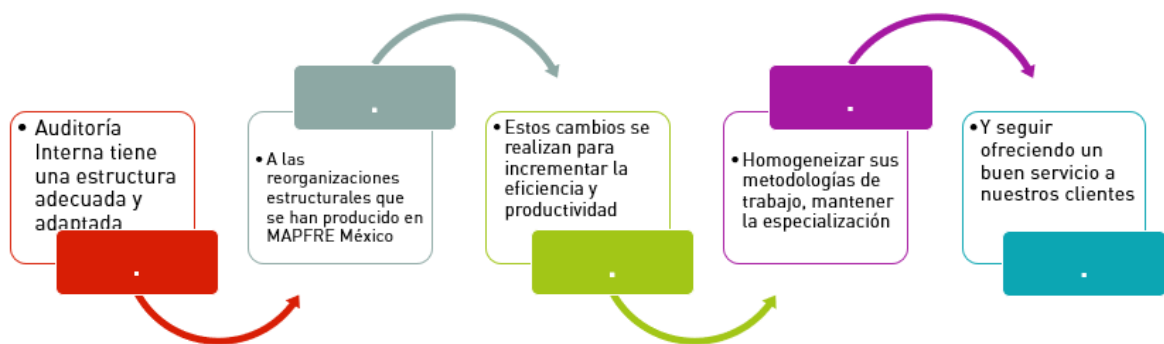 • Auditoría
Interna tiene
una estructura
adecuada y
adaptada
.
.
• A las
reorganizaciones
estructurales que
se han producido en
MAPFRE México
• Estos cambios se
realizan para
incrementar la
eficiencia y
productividad
.
.
• Homogeneizar sus
metodologías de
trabajo, mantener
la especialización
• Y seguir
ofreciendo un
buen servicio a
nuestros clientes
.